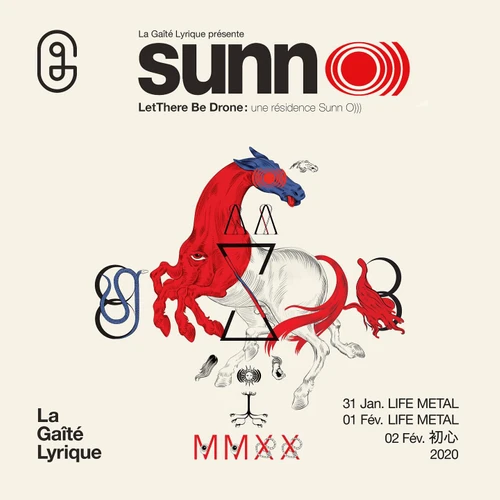 La Gaîté Lyrique présente
sunn O)))
LetThere Be Drone: une résidence Sunn O)))
La
Gaîté
Lyrique
31 Jan. LIFE METAL
01 Fév. LIFE METAL
02 Fév. 初心
2020
MMXX